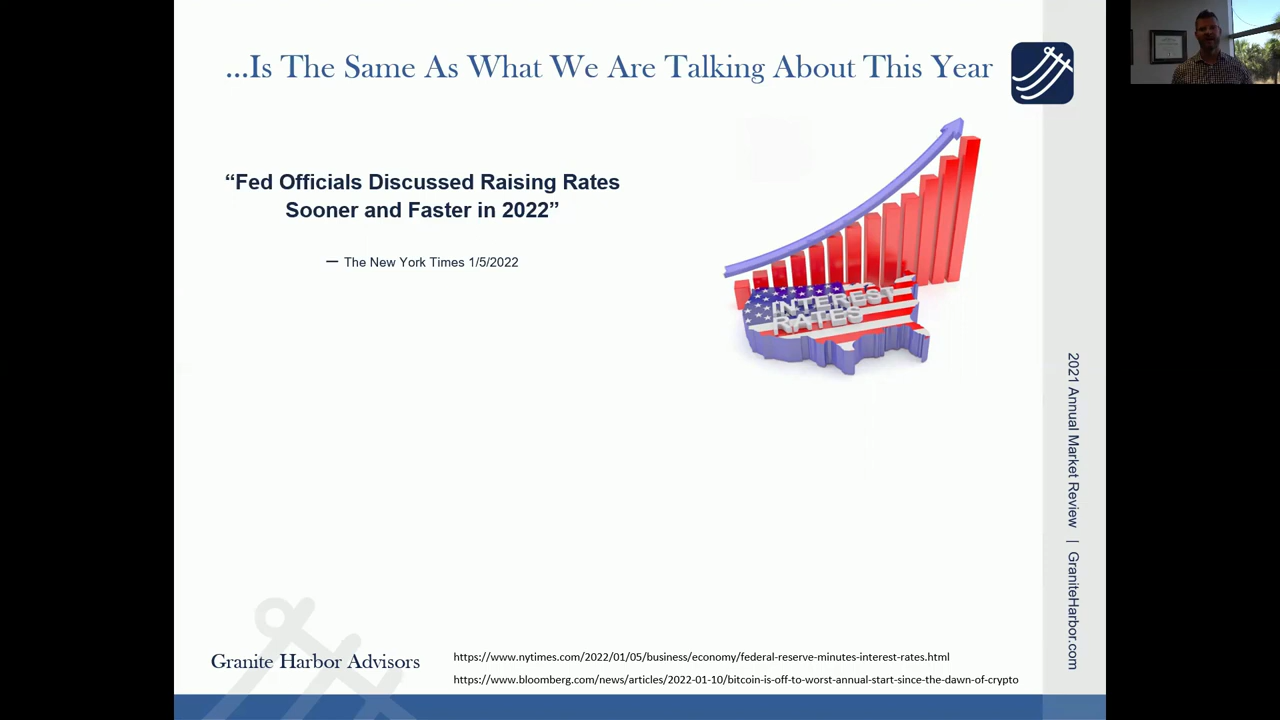 ...Is The Same As What We Are Talking About This Year
“Fed Officials Discussed Raising Rates
Sooner and Faster in 2022”
— The New York Times 1/5/2022
INTEREST
RATES
2021 Annual Market Review | GraniteHarbor.com
Granite Harbor Advisors
https://www.nytimes.com/2022/01/05/business/economy/federal-reserve-minutes-interest-rates.html
https://www.bloomberg.com/news/articles/2022-01-10/bitcoin-is-off-to-worst-annual-start-since-the-dawn-of-crypto